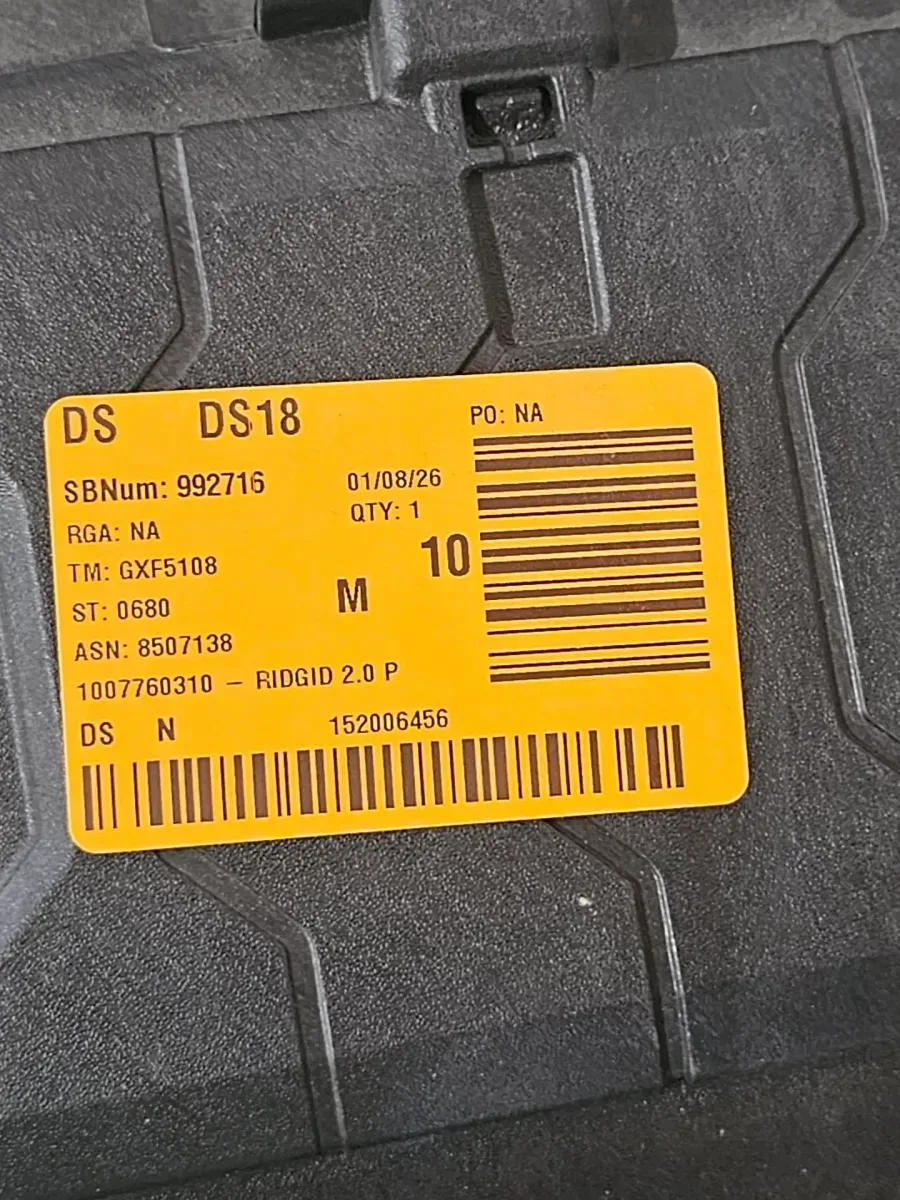 DS DS18
PO: NA
SBNum: 992716 01/08/26
RGA: NA QTY: 1
TM: GXF5108 10
ST: 0680 M
ASN: 8507138
1007760310 – RIDGID 2.0 P
DS N 152006456